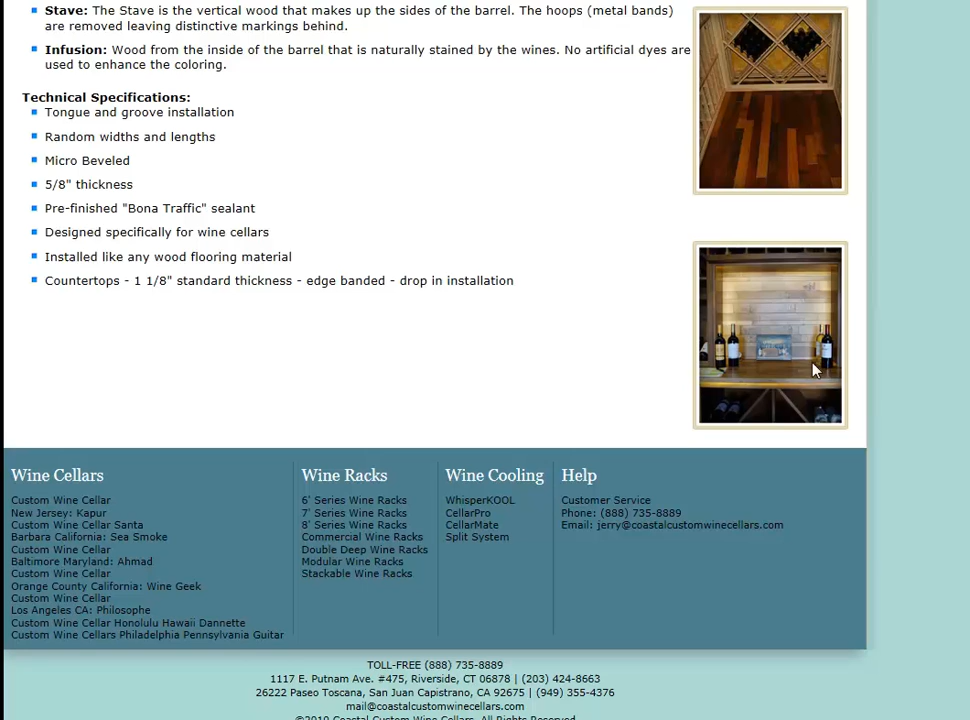 Stave: The Stave is the vertical wood that makes up the sides of the barrel. The hoops (metal bands)
are removed leaving distinctive markings behind.
Infusion: Wood from the inside of the barrel that is naturally stained by the wines. No artificial dyes are
used to enhance the coloring.
Technical Specifications:
Tongue and groove installation
Random widths and lengths
Micro Beveled
5/8" thickness
Pre-finished "Bona Traffic" sealant
Designed specifically for wine cellars
Installed like any wood flooring material
Countertops - 1 1/8" standard thickness - edge banded - drop in installation
Wine Cellars
Custom Wine Cellar
New Jersey: Kapur
Custom Wine Cellar Santa
Barbara California: Sea Smoke
Custom Wine Cellar
Baltimore Maryland: Ahmad
Custom Wine Cellar
Orange County California: Wine Geek
Custom Wine Cellar
Los Angeles CA: Philosophe
Custom Wine Cellar Honolulu Hawaii Dannette
Custom Wine Cellars Philadelphia Pennsylvania Guitar
Wine Racks
6' Series Wine Racks
7' Series Wine Racks
8' Series Wine Racks
Commercial Wine Racks
Double Deep Wine Racks
Modular Wine Racks
Stackable Wine Racks
Wine Cooling
WhisperKOOL
CellarPro
CellarMate
Split System
Help
Customer Service
Phone: (888) 735-8889
Email: jerry@coastalcustomwinecellars.com
TOLL-FREE (888) 735-8889
1117 E. Putnam Ave. #475, Riverside, CT 06878 | (203) 424-8663
26222 Paseo Toscana, San Juan Capistrano, CA 92675 | (949) 355-4376
mail@coastalcustomwinecellars.com
©2010 Coastal Custom Wine Cellars. All Rights Reserved